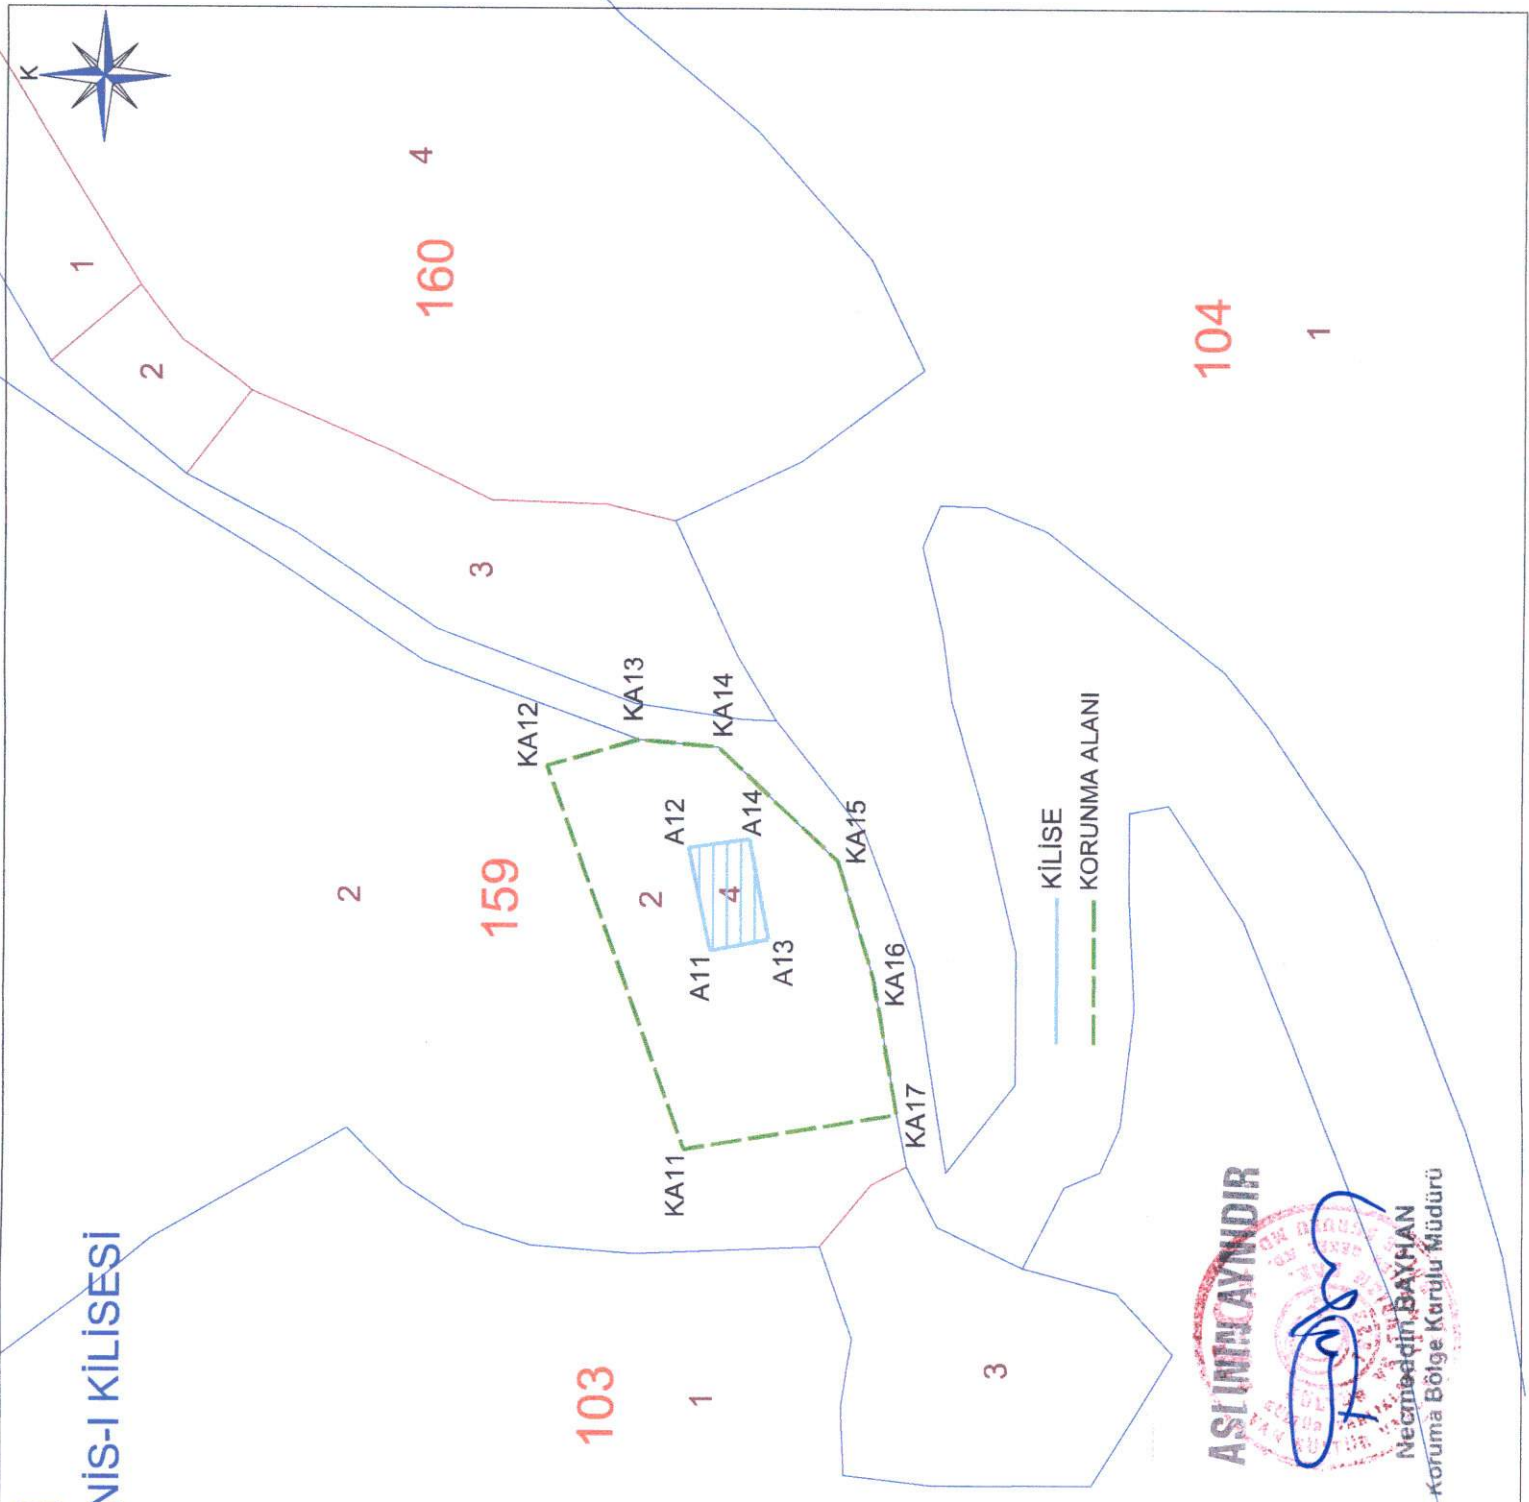 NİS-I KİLİSESİ
K
1
2
4
160
3
2
159
104
1
KA12
KA13
KA14
A12
A14
2
4
A11
A13
KA15
KA16
KA17
KA11
KİLİSE
KORUNMA ALANI
103
1
3
ASLININ AYNIDIR
Necmeddin BAYHAN
Koruma Bölge Kurulu Müdürü